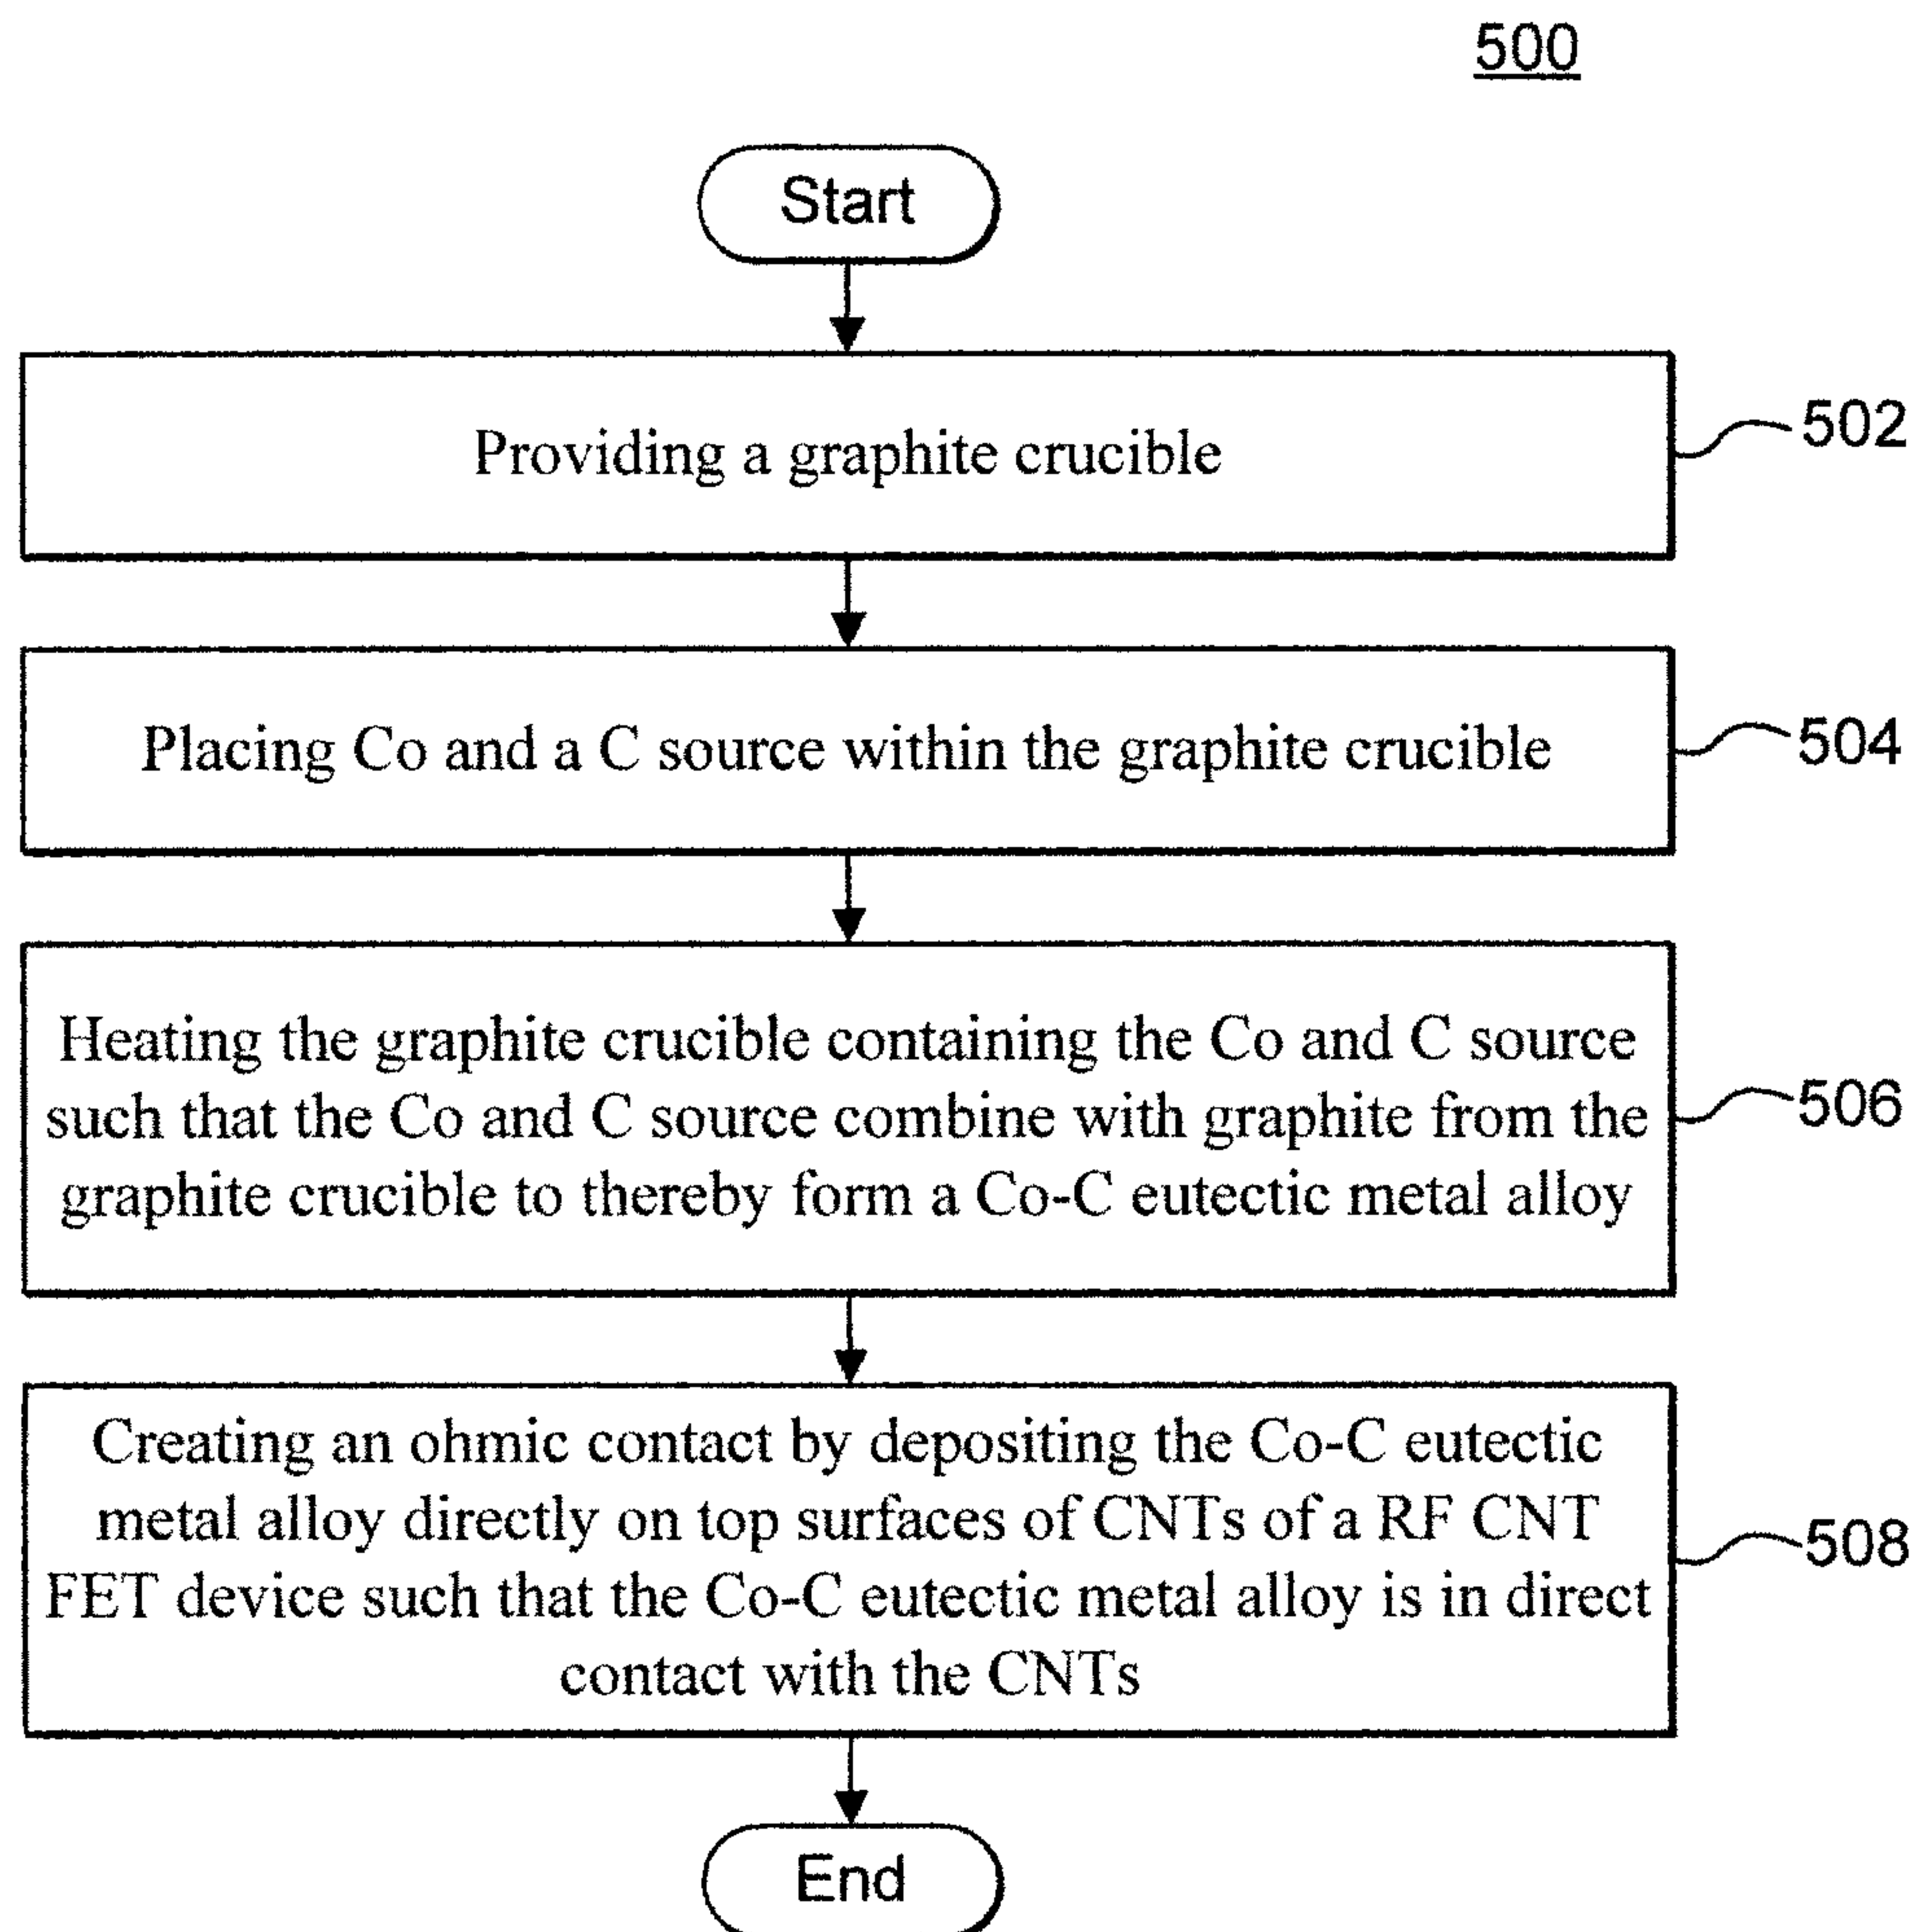 500
Start
Providing a graphite crucible
502
Placing Co and a C source within the graphite crucible
504
Heating the graphite crucible containing the Co and C source
such that the Co and C source combine with graphite from the
graphite crucible to thereby form a Co-C eutectic metal alloy
506
Creating an ohmic contact by depositing the Co-C eutectic
metal alloy directly on top surfaces of CNTs of a RF CNT
FET device such that the Co-C eutectic metal alloy is in direct
contact with the CNTs
508
End